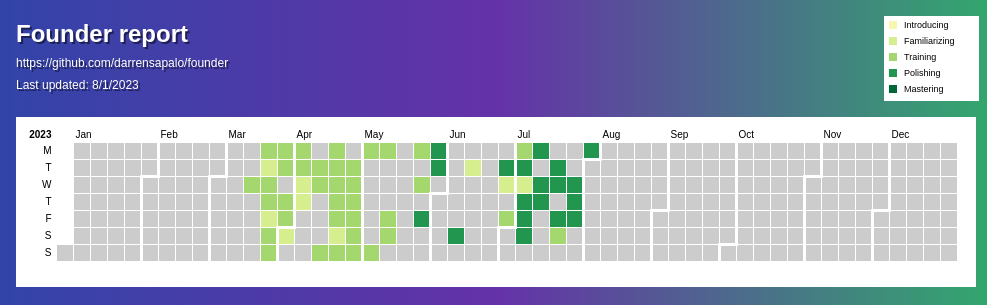 Founder report
https://github.com/darrensapalo/founder
Last updated: 8/1/2023
Introducing
Familiarizing
Training
Polishing
Mastering
2023 Jan Feb Mar Apr May Jun Jul Aug Sep Oct Nov Dec
M
T
W
T
F
S
S